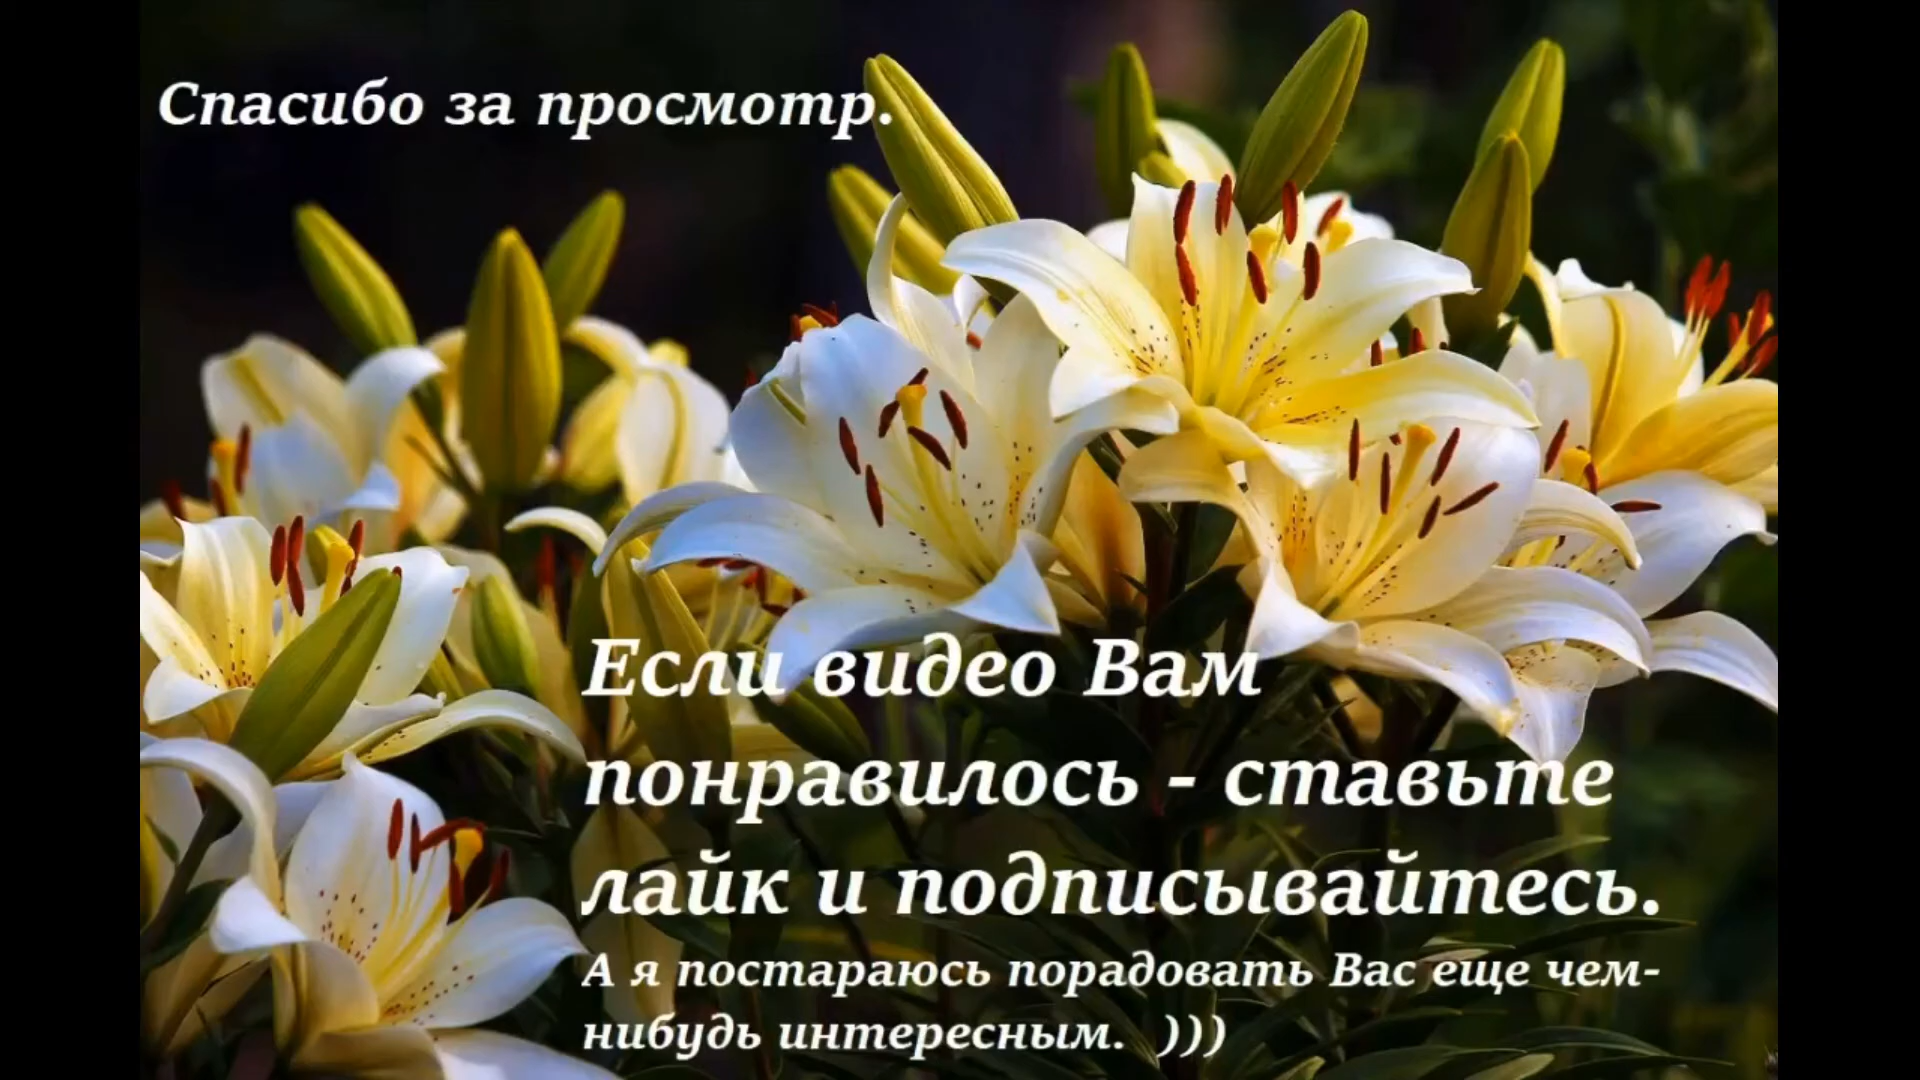 Спасибо за просмотр.
Если видео Вам
понравилось - ставьте
лайк и подписывайтесь.
А я постараюсь порадовать Вас еще чем-
нибудь интересным.  )))